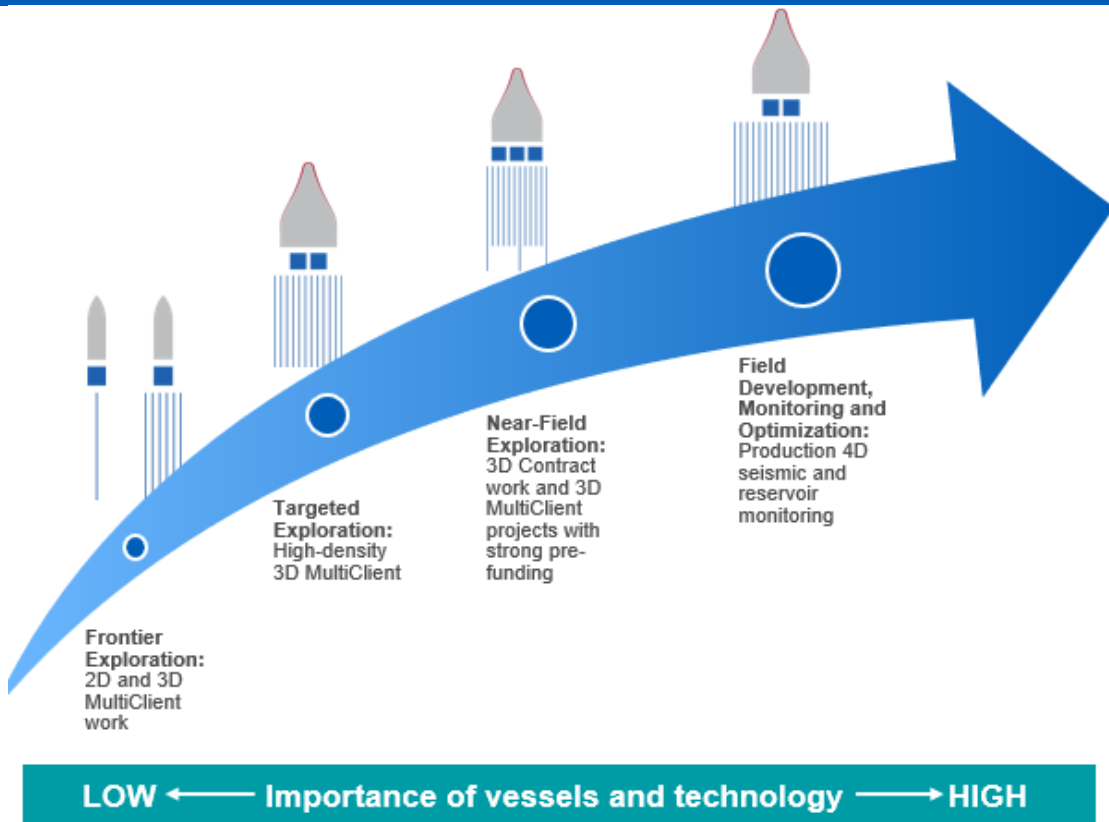 Frontier
Exploration:
2D and 3D
MultiClient
work
Targeted
Exploration:
High-density
3D MultiClient
Near-Field
Exploration:
3D Contract
work and 3D
MultiClient
projects with
strong pre-
funding
Field
Development,
Monitoring and
Optimization:
Production 4D
seismic and
reservoir
monitoring
LOW Importance of vessels and technology HIGH